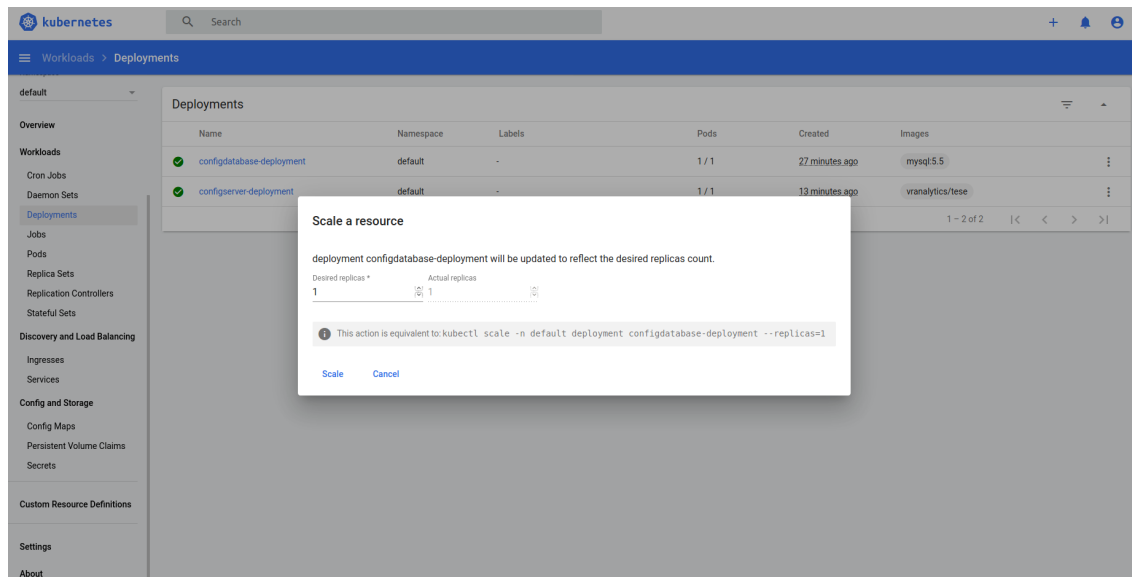 kubernetes
Search
Workloads > Deployments
default
Overview
Workloads
Cron Jobs
Daemon Sets
Deployments
Jobs
Pods
Replica Sets
Replication Controllers
Stateful Sets
Discovery and Load Balancing
Ingresses
Services
Config and Storage
Config Maps
Persistent Volume Claims
Secrets
Custom Resource Definitions
Settings
About
Deployments
Name Namespace Labels Pods Created Images
configdatabase-deployment default - 1 / 1 27 minutes ago mysql:5.5
configserver-deployment default - 1 / 1 13 minutes ago vranalytics/tese
1 – 2 of 2 |< < > >|
Scale a resource
deployment configdatabase-deployment will be updated to reflect the desired replicas count.
Desired replicas * Actual replicas
1 1
This action is equivalent to: kubectl scale -n default deployment configdatabase-deployment --replicas=1
Scale Cancel